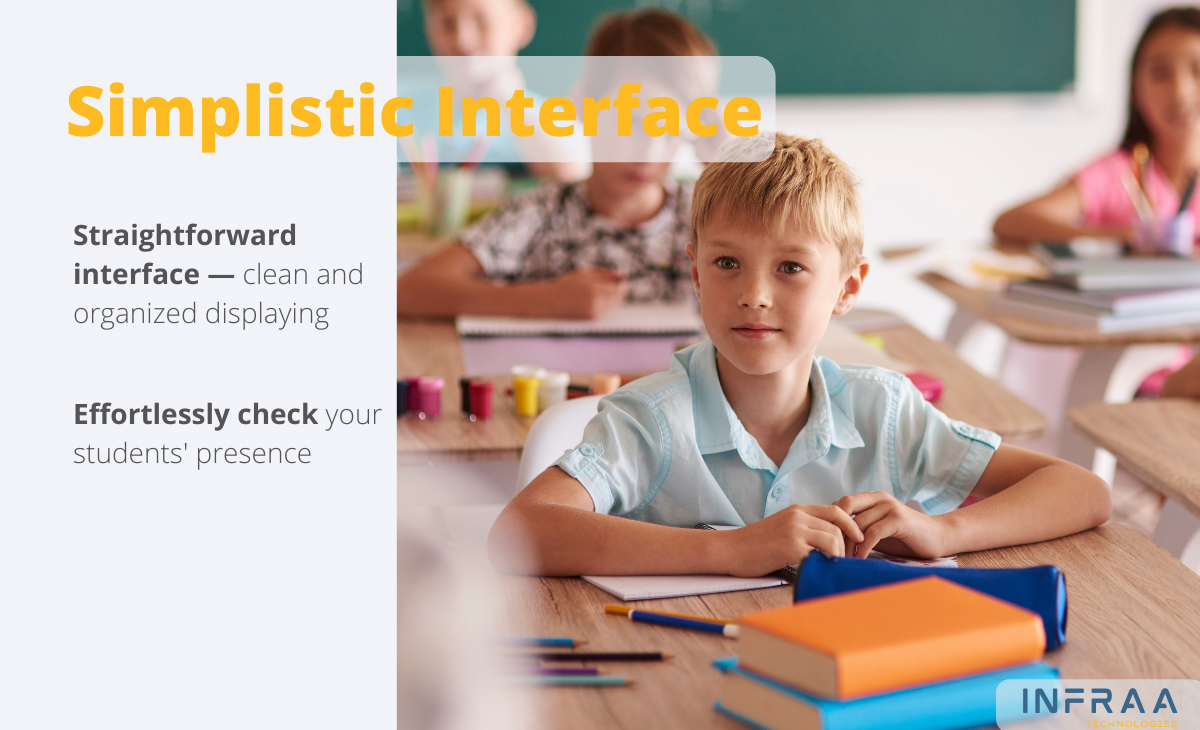 Simplistic Interface
Straightforward
interface — clean and
organized displaying
Effortlessly check your
students' presence
INFRAA
TECHNOLOGIES